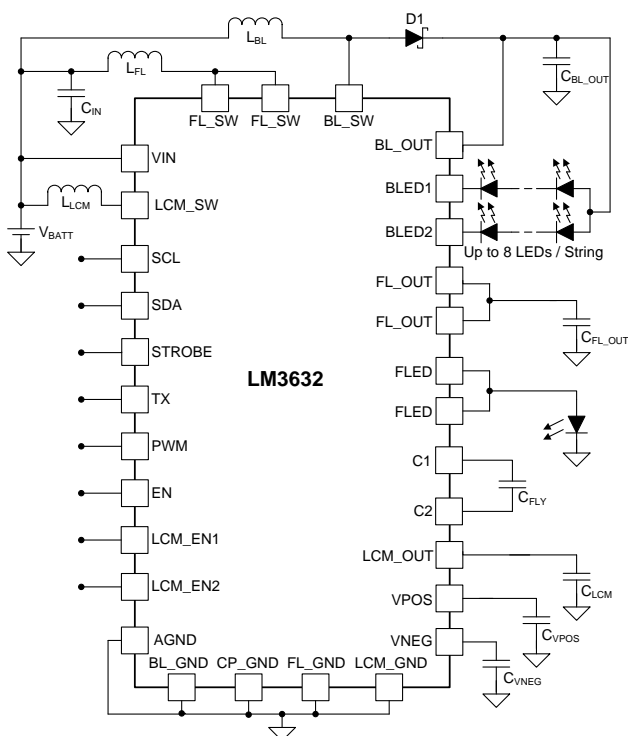 D1
L_BL
C_BL_OUT
L_FL
C_IN
FL_SW
FL_SW
BL_SW
BL_OUT
VIN
BLED1
L_LCM
LCM_SW
BLED2
V_BATT
Up to 8 LEDs / String
SCL
FL_OUT
SDA
FL_OUT
C_FL_OUT
STROBE
LM3632
FLED
TX
FLED
PWM
C1
C_FLY
EN
C2
LCM_EN1
LCM_OUT
LCM_EN2
C_LCM
VPOS
C_VPOS
AGND
VNEG
C_VNEG
BL_GND
CP_GND
FL_GND
LCM_GND